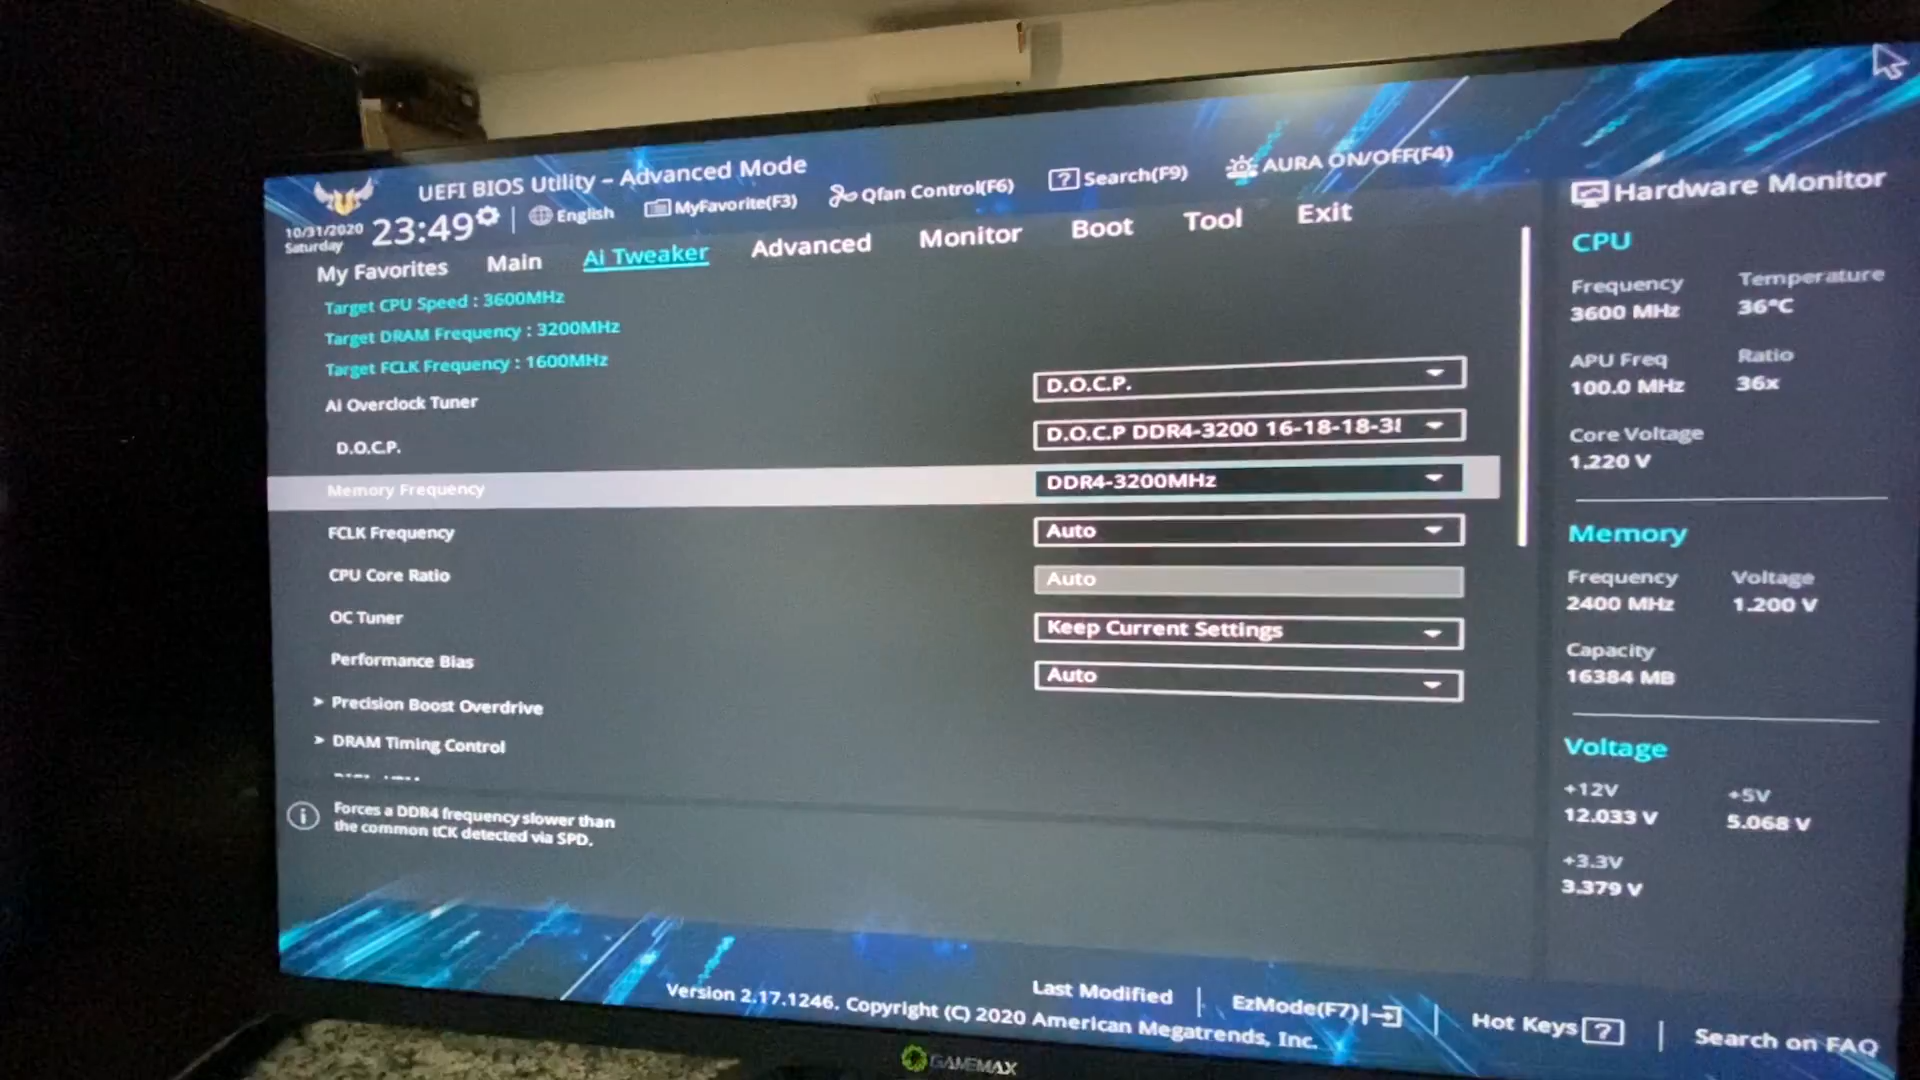 UEFI BIOS Utility – Advanced Mode
10/31/2020
Saturday
23:49
English
MyFavorite(F3)
Qfan Control(F6)
Search(F9)
AURA ON/OFF(F4)
My Favorites
Main
Ai Tweaker
Advanced
Monitor
Boot
Tool
Exit
Target CPU Speed : 3600MHz
Target DRAM Frequency : 3200MHz
Target FCLK Frequency : 1600MHz
Ai Overclock Tuner
D.O.C.P.
D.O.C.P.
D.O.C.P DDR4-3200 16-18-18-38
Memory Frequency
DDR4-3200MHz
FCLK Frequency
Auto
CPU Core Ratio
Auto
OC Tuner
Keep Current Settings
Performance Bias
Auto
> Precision Boost Overdrive
> DRAM Timing Control
Forces a DDR4 frequency slower than
the common tCK detected via SPD.
Hardware Monitor
CPU
Frequency Temperature
3600 MHz 36°C
APU Freq Ratio
100.0 MHz 36x
Core Voltage
1.220 V
Memory
Frequency Voltage
2400 MHz 1.200 V
Capacity
16384 MB
Voltage
+12V +5V
12.033 V 5.068 V
+3.3V
3.379 V
Last Modified
EzMode(F7)
Hot Keys ?
Search on FAQ
Version 2.17.1246. Copyright (C) 2020 American Megatrends, Inc.
GAMEMAX